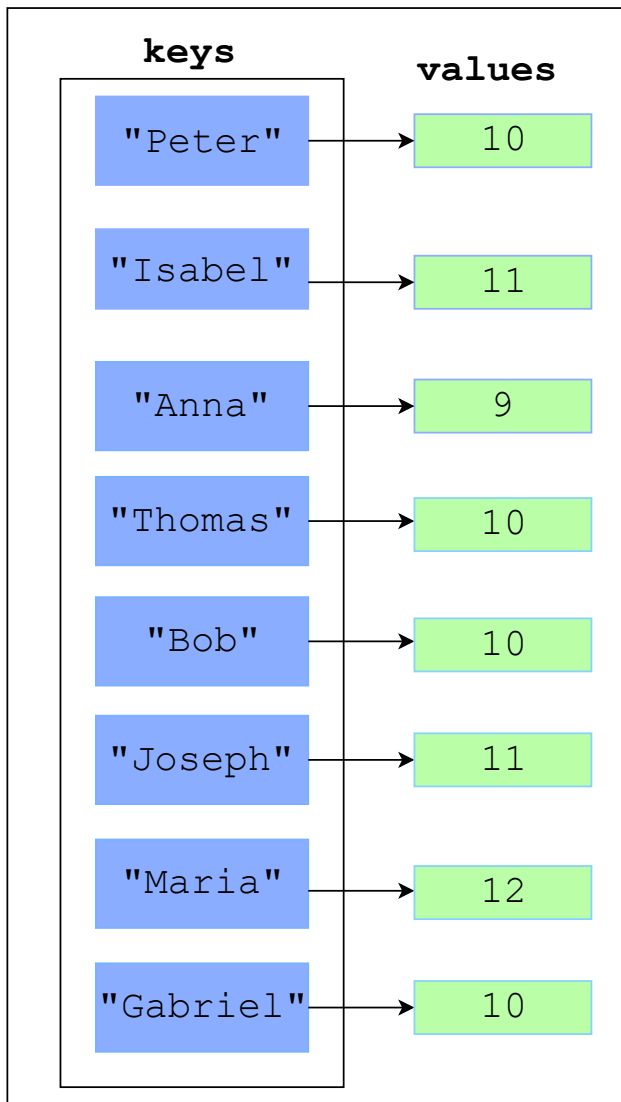 keys
values
"Peter" 10
"Isabel" 11
"Anna" 9
"Thomas" 10
"Bob" 10
"Joseph" 11
"Maria" 12
"Gabriel" 10